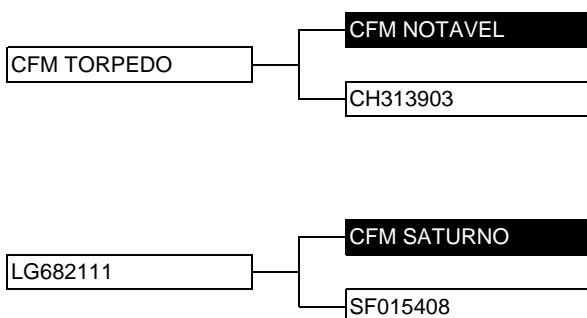 CFM NOTAVEL
CFM TORPEDO
CH313903
CFM SATURNO
LG682111
SF015408